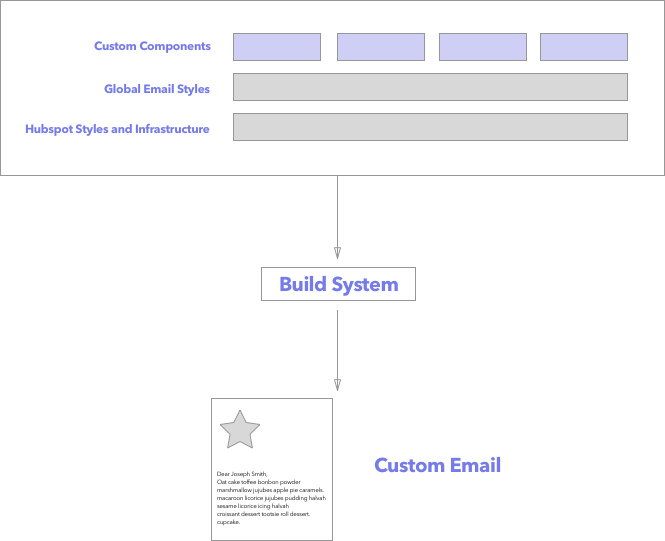 Custom Components
Global Email Styles
Hubspot Styles and Infrastructure
Build System
Dear Joseph Smith,
Oat cake toffee bonbon powder
marshmallow jujubes apple pie caramels.
macaroon licorice jujubes pudding halvah
sesame licorice icing halvah
croissant dessert tootsie roll dessert.
cupcake.
Custom Email